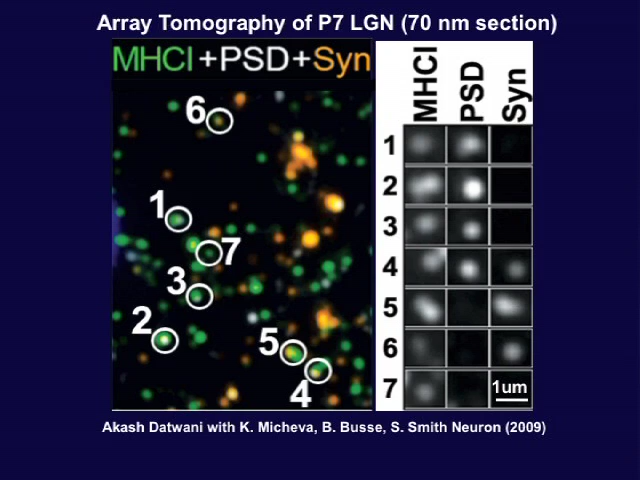 Array Tomography of P7 LGN (70 nm section)
MHCI+PSD+Syn
MHCI PSD Syn
6
1
7
3
2
5
4
1
2
3
4
5
6
7
1um
Akash Datwani with K. Micheva, B. Busse, S. Smith Neuron (2009)